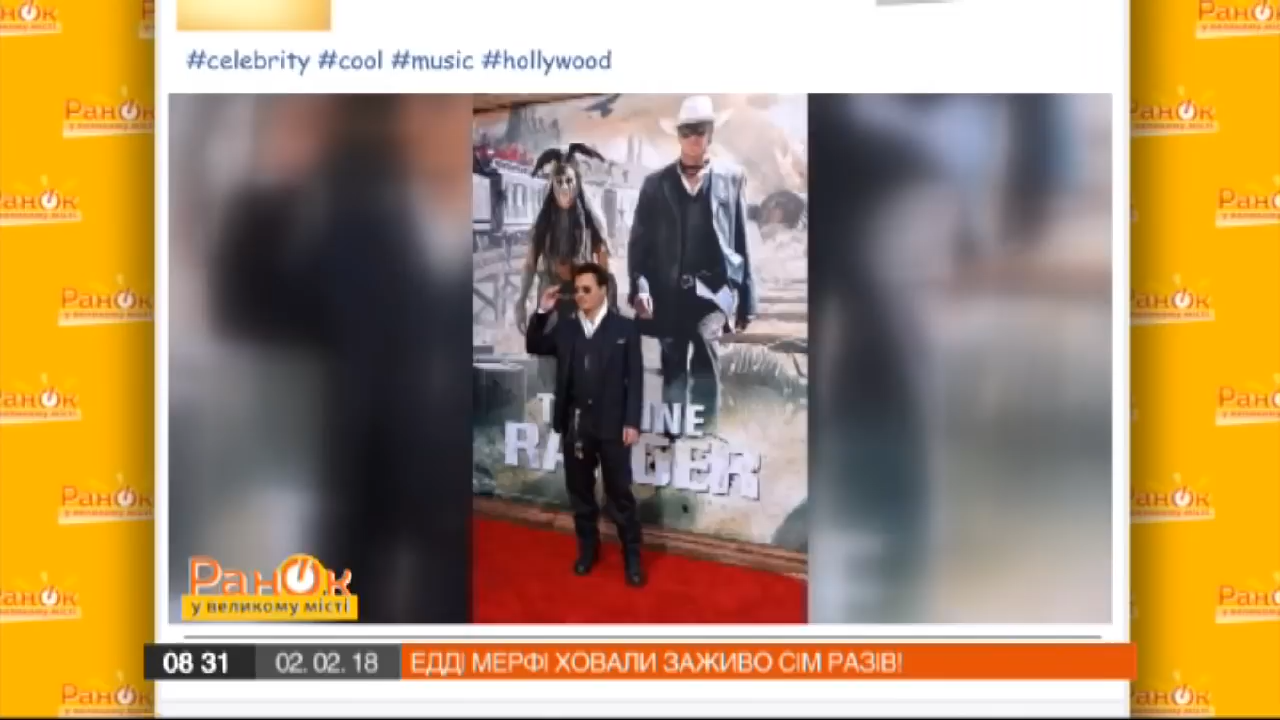 #celebrity #cool #music #hollywood
RANGER
Ранок
у великому місті
08 31 02. 02. 18 ЕДДІ МЕРФІ ХОВАЛИ ЗАЖИВО СІМ РАЗІВ!